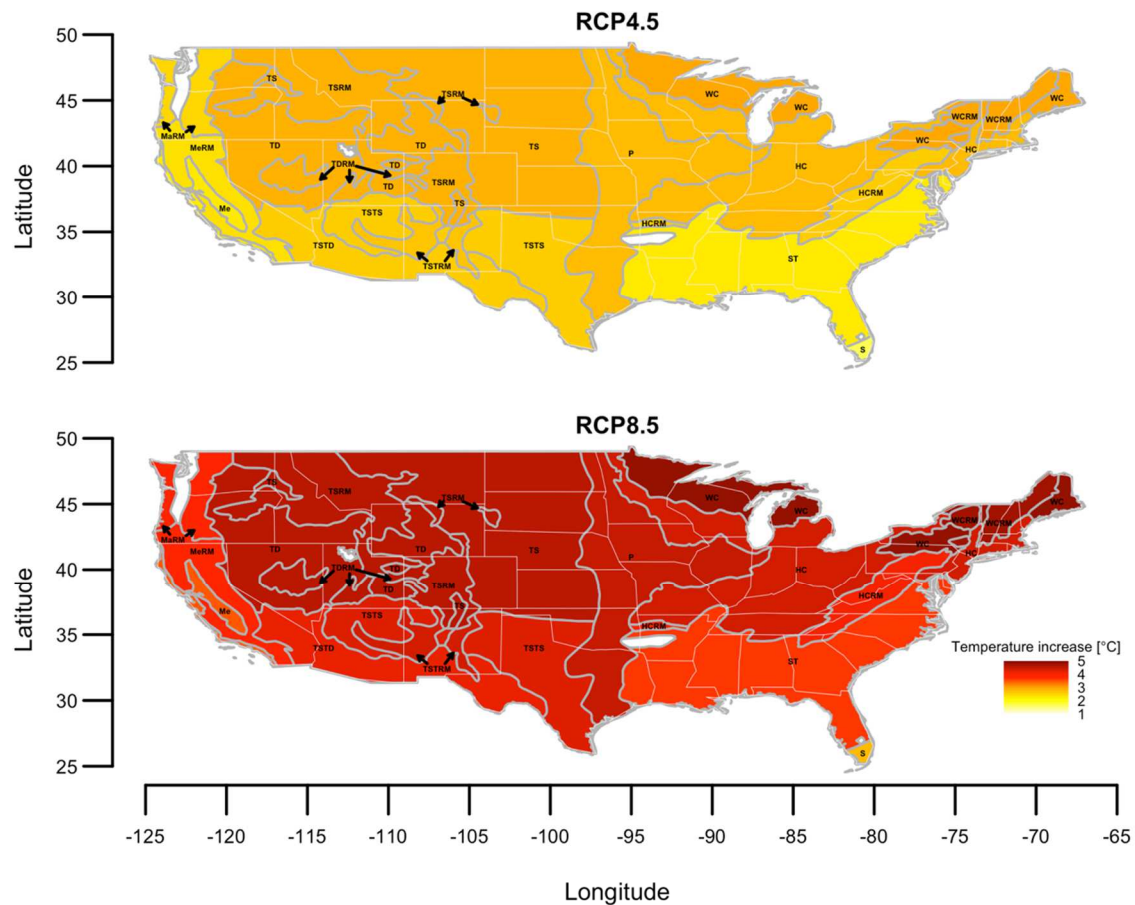 RCP4.5
50
45
40
35
30
25
Latitude
TS
TSRM
TSRM
WC
WC
WC
WCRM
WCRM
WC
MaRM
MeRM
TD
TD
TS
P
HC
HC
TDRM
TD
TD
TSRM
HCRM
Me
TSTS
TS
HCRM
TSTD
TSTRM
TSTS
ST
S
RCP8.5
50
45
40
35
30
25
Latitude
TS
TSRM
TSRM
WC
WC
WC
WCRM
WCRM
WC
MaRM
MeRM
TD
TD
TS
P
HC
HC
TDRM
TD
TD
TSRM
HCRM
Me
TSTS
TS
HCRM
TSTD
TSTRM
TSTS
ST
S
Temperature increase [°C]
5
4
3
2
1
-125 -120 -115 -110 -105 -100 -95 -90 -85 -80 -75 -70 -65
Longitude